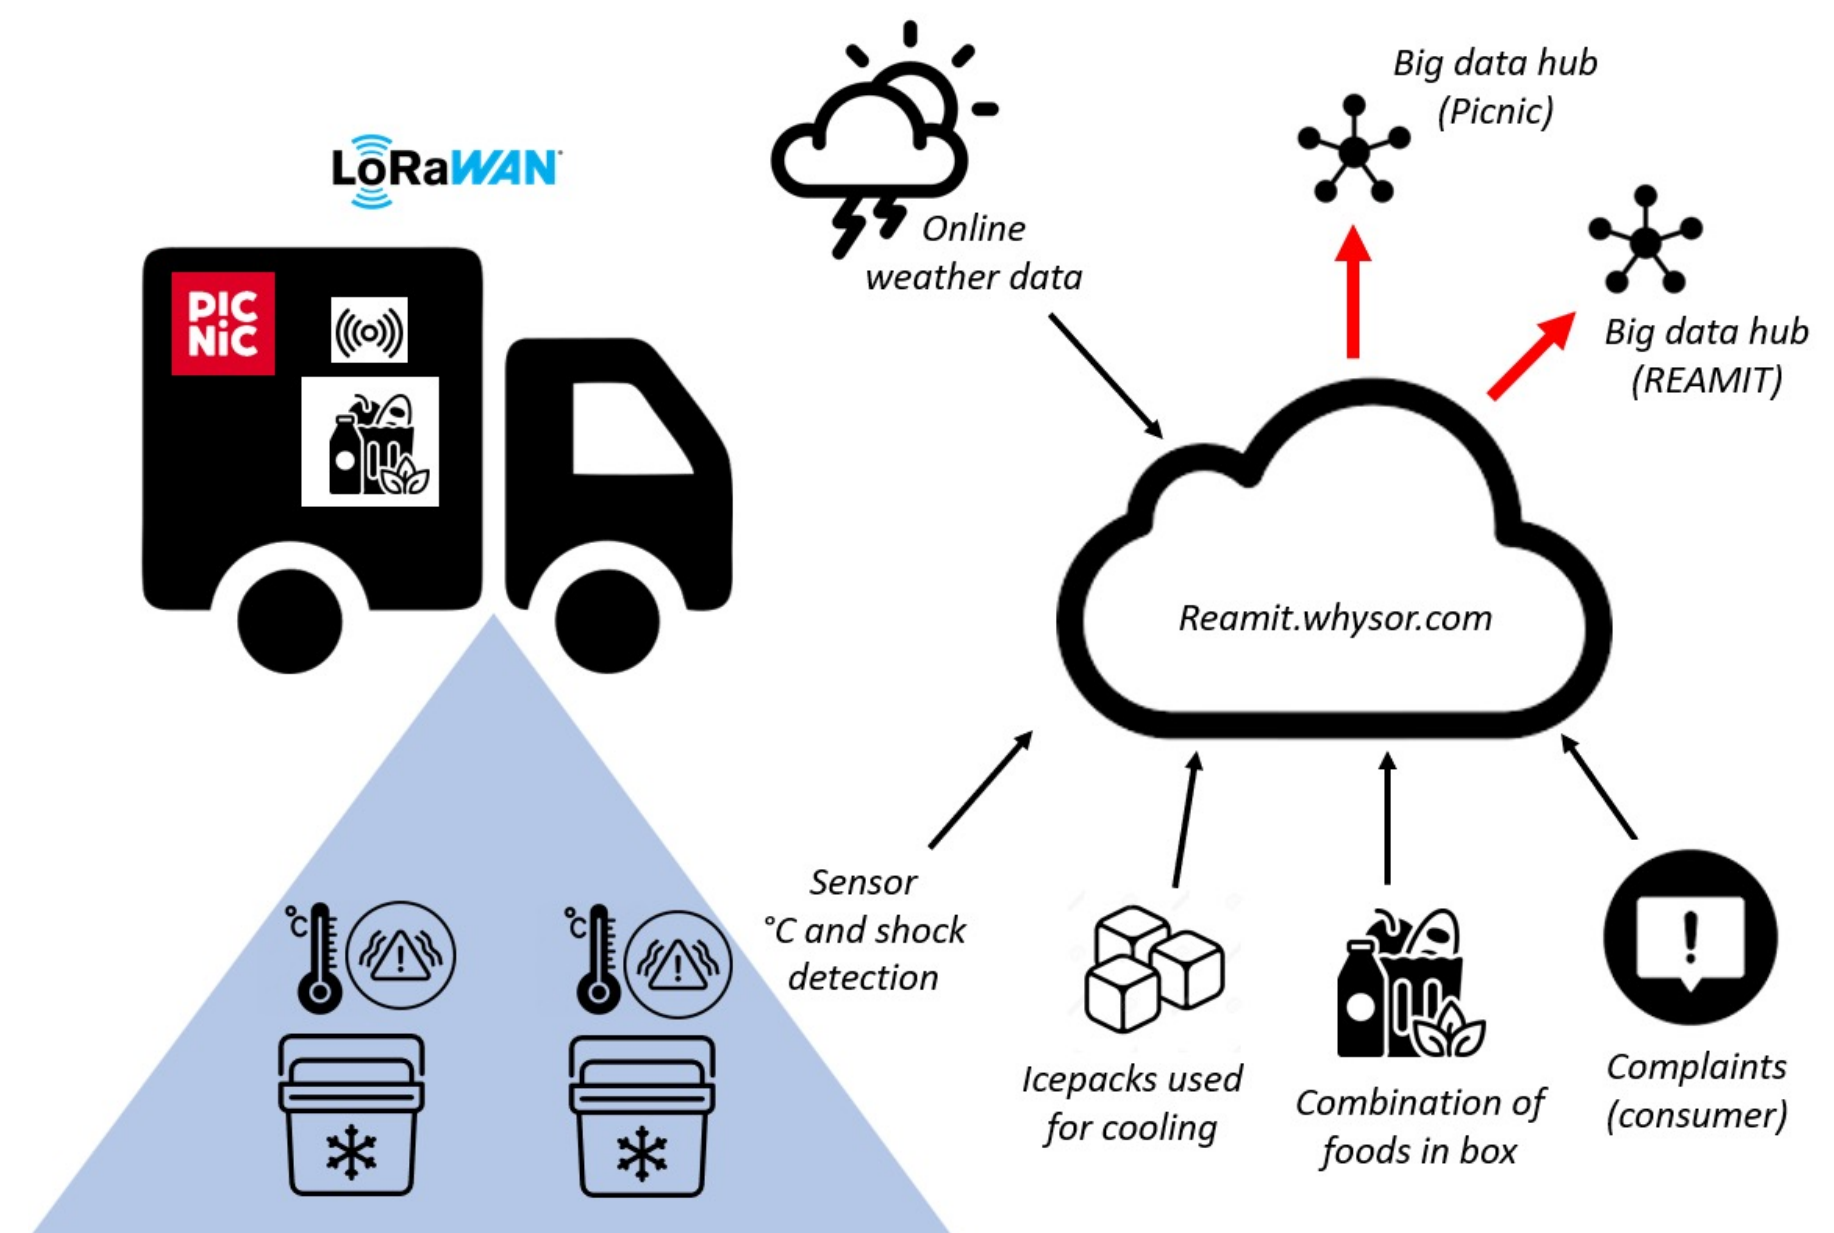 LoRaWAN
PIC
NiC
Online
weather data
Big data hub
(Picnic)
Big data hub
(REAMIT)
Reamit.whysor.com
°C
°C
Sensor
°C and shock
detection
Icepacks used
for cooling
Combination of
foods in box
Complaints
(consumer)